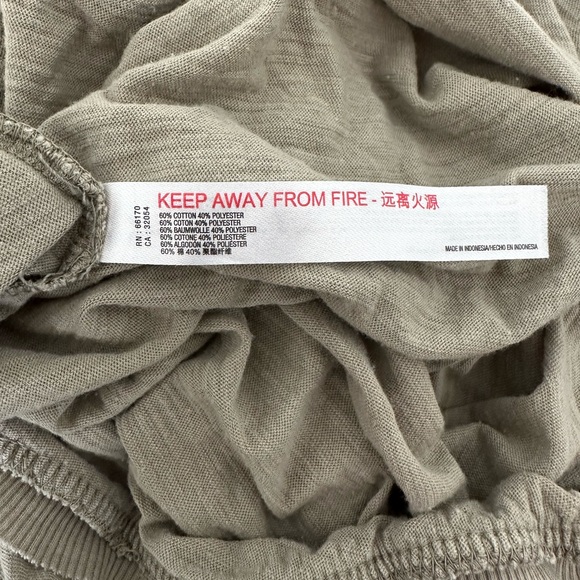 RN : 66170
CA : 32054
KEEP AWAY FROM FIRE - 远离火源
60% COTTON 40% POLYESTER
60% COTON 40% POLYESTER
60% BAUMWOLLE 40% POLYESTER
60% COTONE 40% POLIESTERE
60% ALGODÓN 40% POLIÉSTER
60% 棉 40% 聚酯纤维
MADE IN INDONESIA/HECHO EN INDONESIA